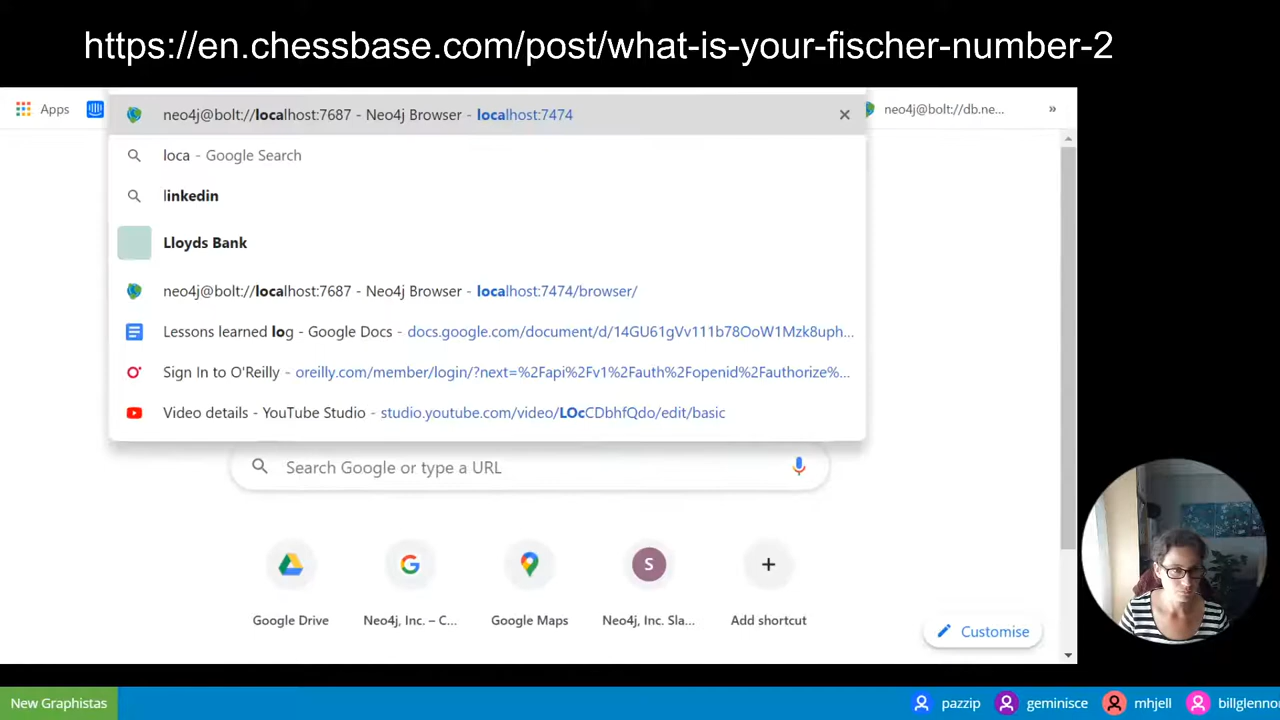 https://en.chessbase.com/post/what-is-your-fischer-number-2
Apps
neo4j@bolt://localhost:7687 - Neo4j Browser - localhost:7474
neo4j@bolt://db.ne...
»
loca - Google Search
linkedin
Lloyds Bank
neo4j@bolt://localhost:7687 - Neo4j Browser - localhost:7474/browser/
Lessons learned log - Google Docs - docs.google.com/document/d/14GU61gVv111b78OoW1Mzk8uph...
Sign In to O'Reilly - oreilly.com/member/login/?next=%2Fapi%2Fv1%2Fauth%2Fopenid%2Fauthorize%...
Video details - YouTube Studio - studio.youtube.com/video/LOcCDbhfQdo/edit/basic
Search Google or type a URL
S
Google Drive
Neo4j, Inc. – C...
Google Maps
Neo4j, Inc. Sla...
Add shortcut
Customise
New Graphistas
pazzip
geminisce
mhjell
billglenno